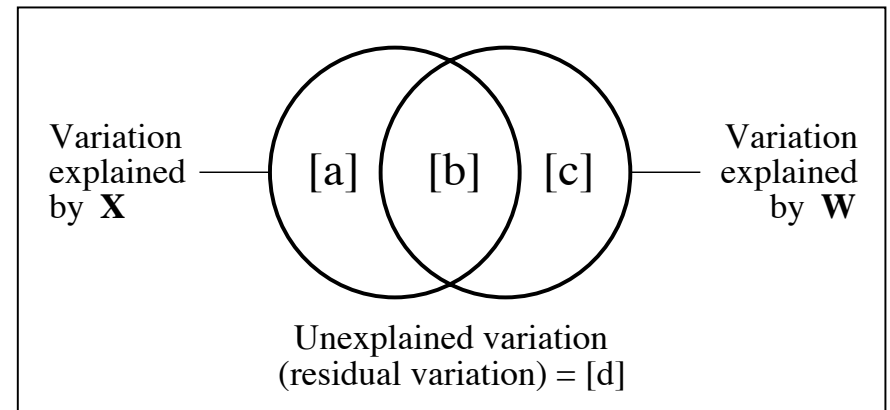 Variation
explained
by X
[a]
[b]
[c]
Variation
explained
by W
Unexplained variation
(residual variation) = [d]